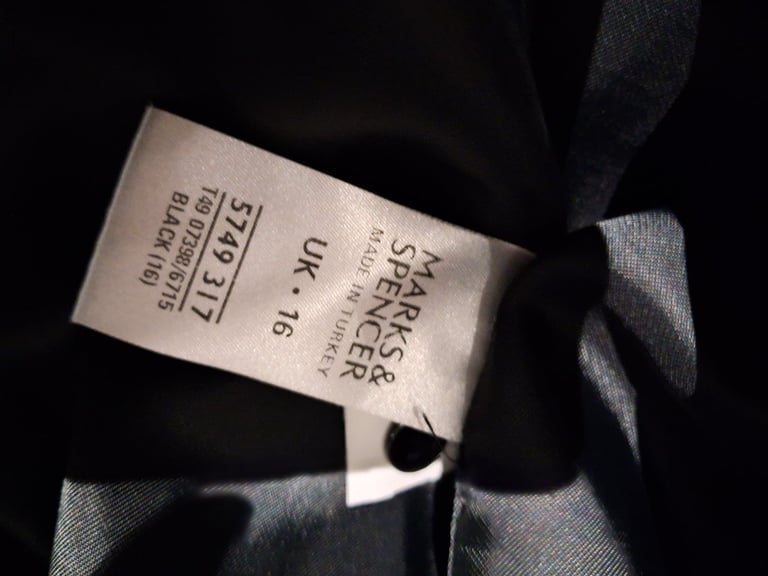 MARKS&
SPENCER
MADE IN TURKEY
UK • 16
5749 317
T49 07398/6715
BLACK (16)